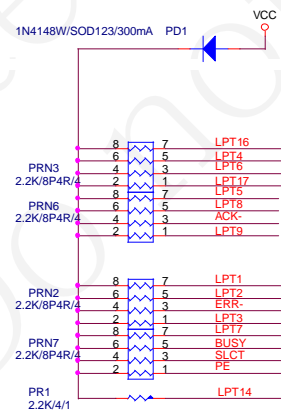 VCC
1N4148W/SOD123/300mA PD1
8 7 LPT16
6 5 LPT4
PRN3 4 3 LPT6
2.2K/8P4R/4 2 1 LPT17
8 7 LPT5
PRN6 6 5 LPT8
2.2K/8P4R/4 4 3 ACK-
2 1 LPT9
8 7 LPT1
PRN2 6 5 LPT2
2.2K/8P4R/4 4 3 ERR-
2 1 LPT3
8 7 LPT7
PRN7 6 5 BUSY
2.2K/8P4R/4 4 3 SLCT
2 1 PE
PR1 LPT14
2.2K/4/1